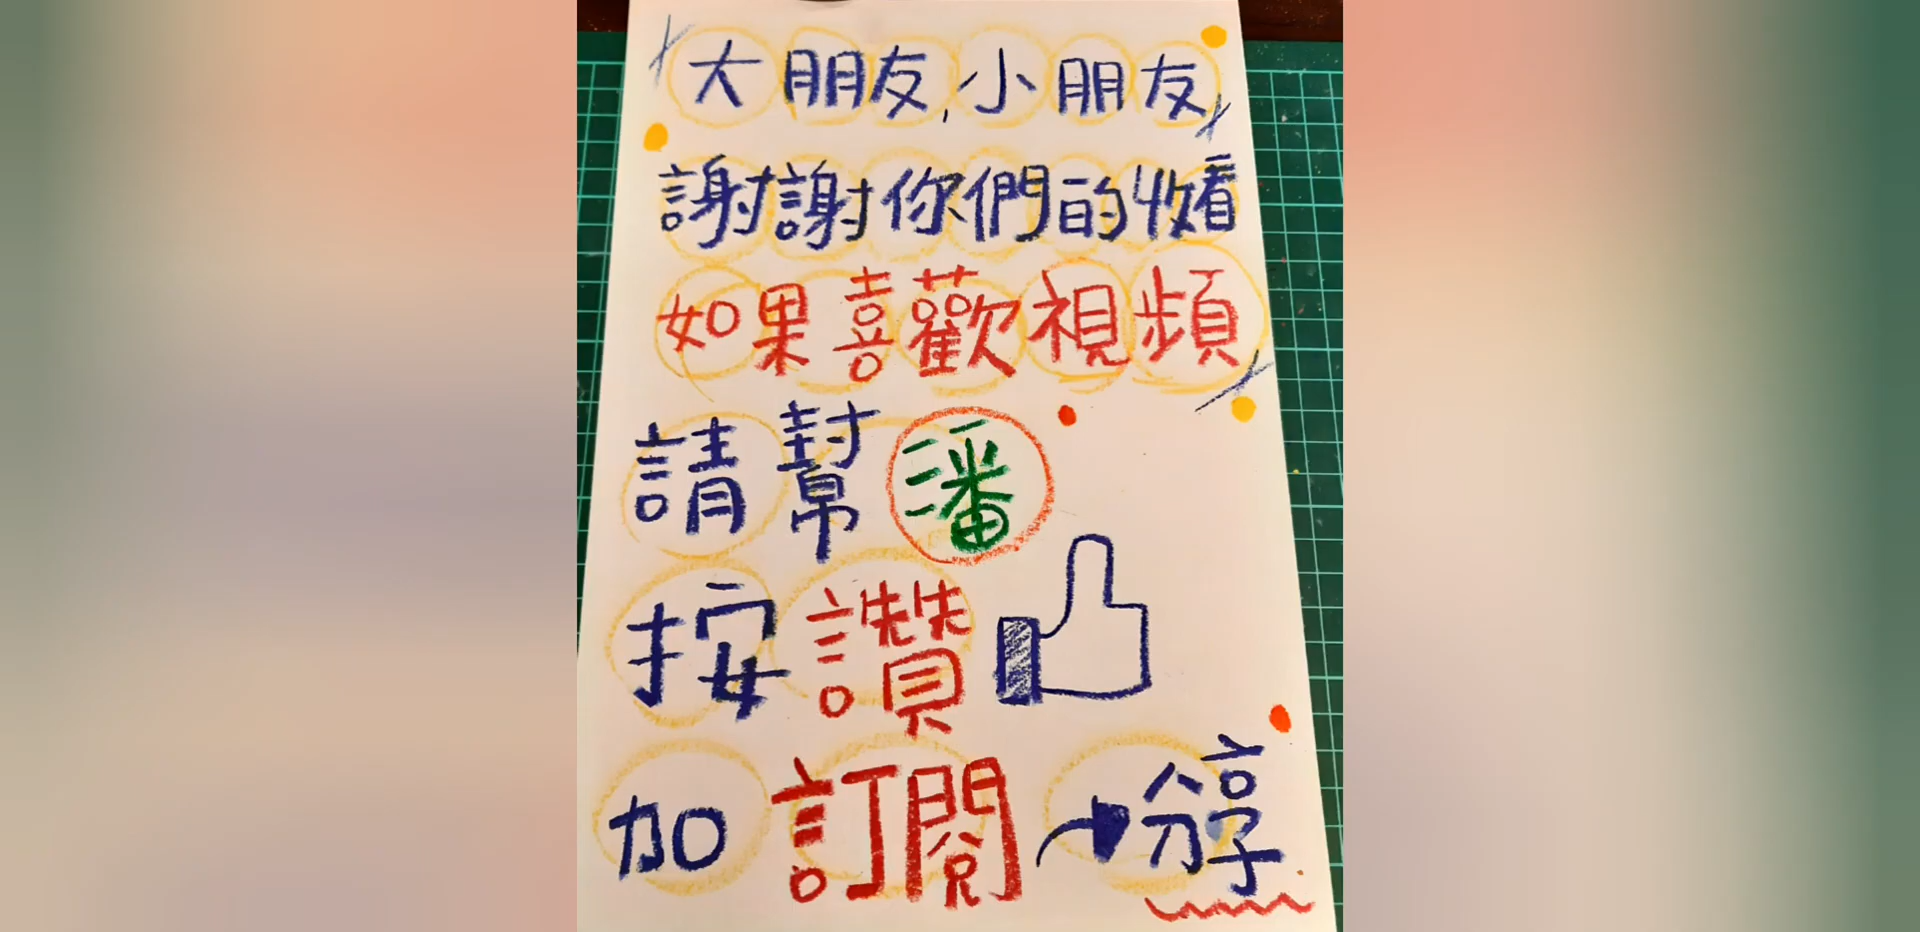 大朋友,小朋友
謝謝你們的收看
如果喜歡視頻
請幫潘
按讚
加訂閱分享